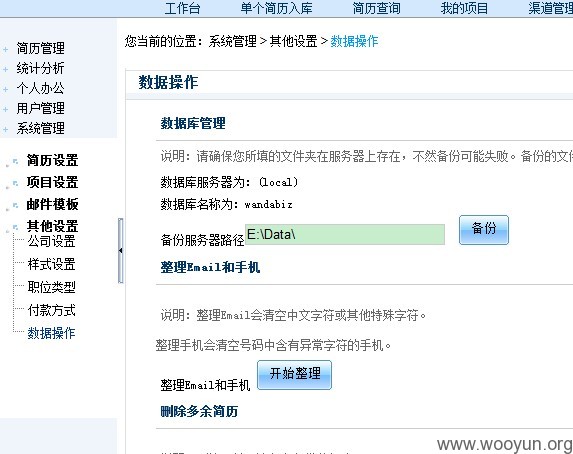 工作台 单个简历入库 简历查询 我的项目 渠道管理
您当前的位置：系统管理 > 其他设置 > 数据操作
简历管理
统计分析
个人办公
用户管理
系统管理
简历设置
项目设置
邮件模板
其他设置
公司设置
样式设置
职位类型
付款方式
数据操作
数据操作
数据库管理
说明：请确保您所填的文件夹在服务器上存在，不然备份可能失败。备份的文件
数据库服务器为：(local)
数据库名称为：wandabiz
备份服务器路径 E:\Data\ 备份
整理Email和手机
说明：整理Email会清空中文字符或其他特殊字符。
整理手机会清空号码中含有异常字符的手机。
整理Email和手机 开始整理
删除多余简历
www.wooyun.org